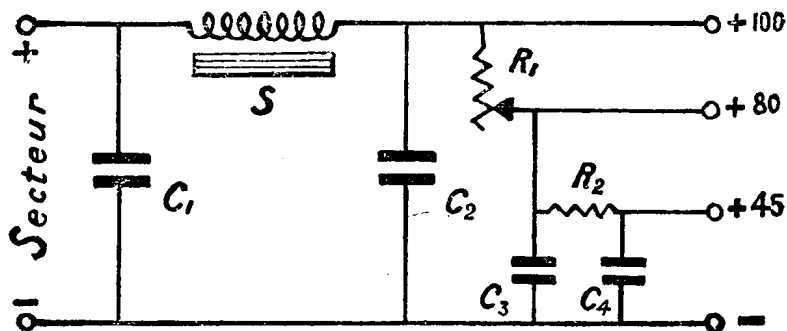 + Secteur −
S
C₁
C₂
R₁
R₂
C₃
C₄
+100
+80
+45
−